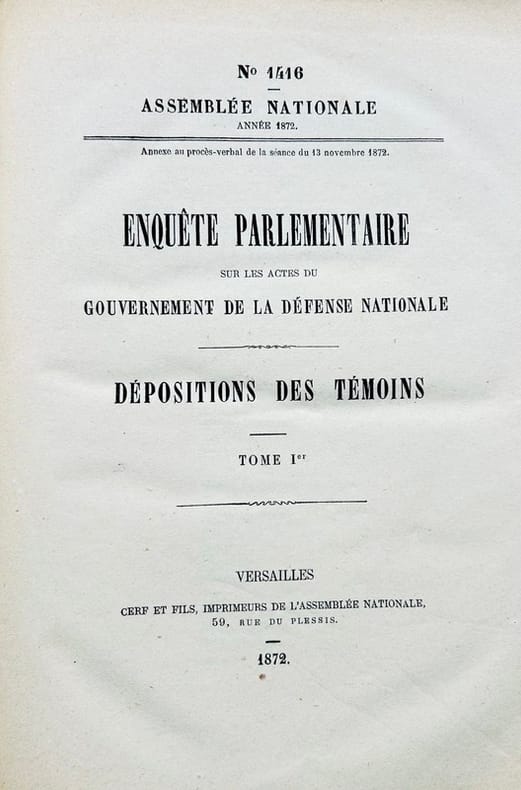 No 1416
ASSEMBLÉE NATIONALE
ANNÉE 1872.
Annexe au procès-verbal de la séance du 13 novembre 1872.
ENQUÊTE PARLEMENTAIRE
SUR LES ACTES DU
GOUVERNEMENT DE LA DÉFENSE NATIONALE
DÉPOSITIONS DES TÉMOINS
TOME Ier
VERSAILLES
CERF ET FILS, IMPRIMEURS DE L'ASSEMBLÉE NATIONALE,
59, RUE DU PLESSIS.
1872.